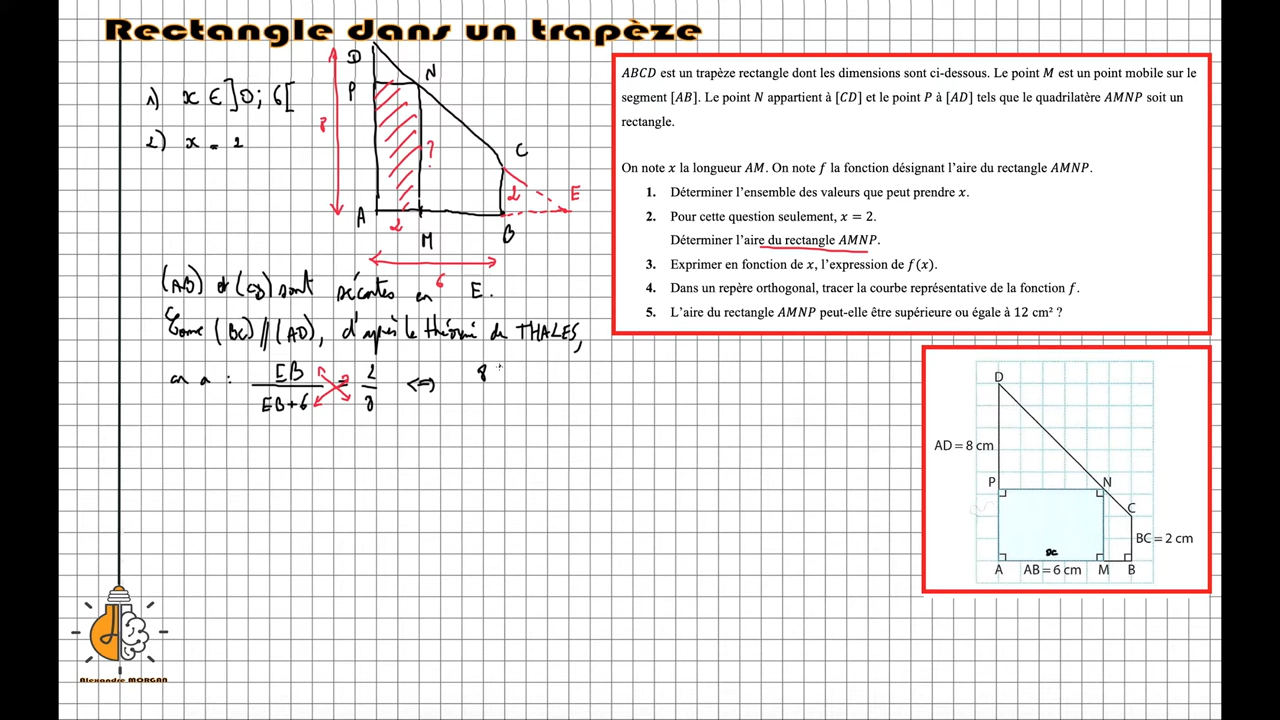 Rectangle dans un trapèze
1) x ∈ ]0; 6[
2) x = 2
D
N
P
8
?
C
2
E
A
2
M
B
6
(AB) et (CD) sont sécantes en E.
Comme (BC) // (AD), d'après le théorème de THALES,
on a : EB / EB+6 = 2 / 8 <=> 8
ABCD est un trapèze rectangle dont les dimensions sont ci-dessous. Le point M est un point mobile sur le
segment [AB]. Le point N appartient à [CD] et le point P à [AD] tels que le quadrilatère AMNP soit un
rectangle.
On note x la longueur AM. On note f la fonction désignant l'aire du rectangle AMNP.
1. Déterminer l'ensemble des valeurs que peut prendre x.
2. Pour cette question seulement, x = 2.
Déterminer l'aire du rectangle AMNP.
3. Exprimer en fonction de x, l'expression de f(x).
4. Dans un repère orthogonal, tracer la courbe représentative de la fonction f.
5. L'aire du rectangle AMNP peut-elle être supérieure ou égale à 12 cm² ?
D
AD = 8 cm
P
N
C
BC = 2 cm
x
A AB = 6 cm M B
Alexandre MORGAN